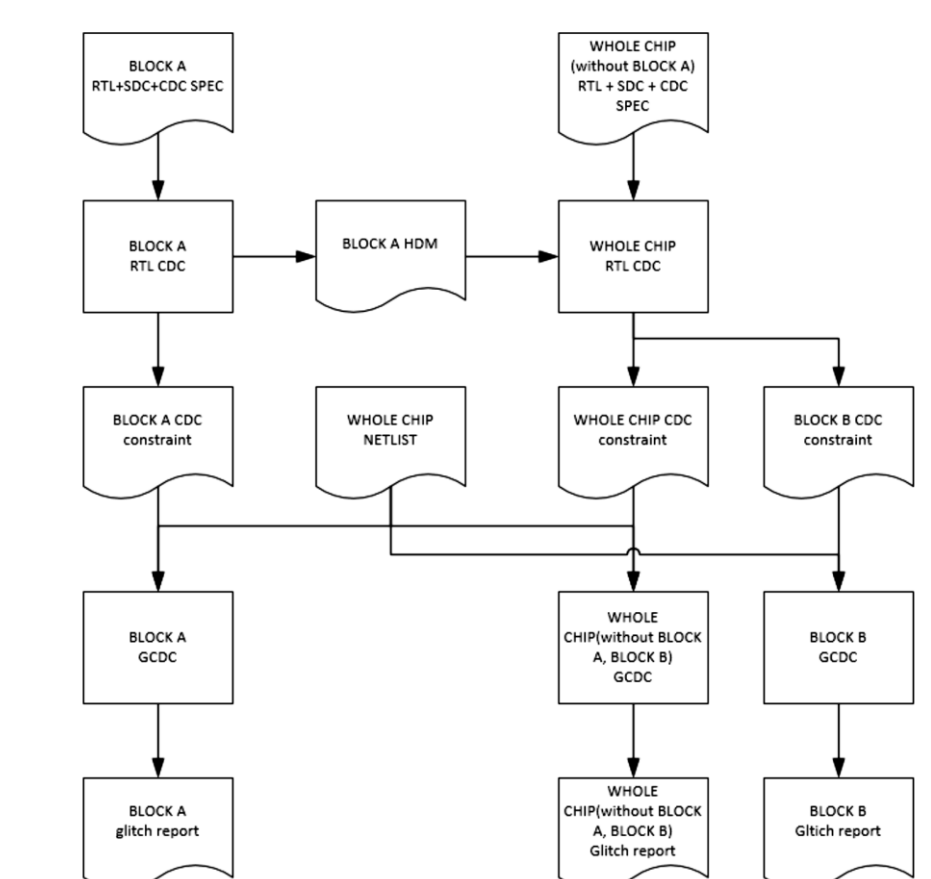 BLOCK A
RTL+SDC+CDC SPEC
WHOLE CHIP
(without BLOCK A)
RTL + SDC + CDC
SPEC
BLOCK A
RTL CDC
BLOCK A HDM
WHOLE CHIP
RTL CDC
BLOCK A CDC
constraint
WHOLE CHIP
NETLIST
WHOLE CHIP CDC
constraint
BLOCK B CDC
constraint
BLOCK A
GCDC
WHOLE
CHIP(without BLOCK
A, BLOCK B)
GCDC
BLOCK B
GCDC
BLOCK A
glitch report
WHOLE
CHIP(without BLOCK
A, BLOCK B)
Glitch report
BLOCK B
Gltich report